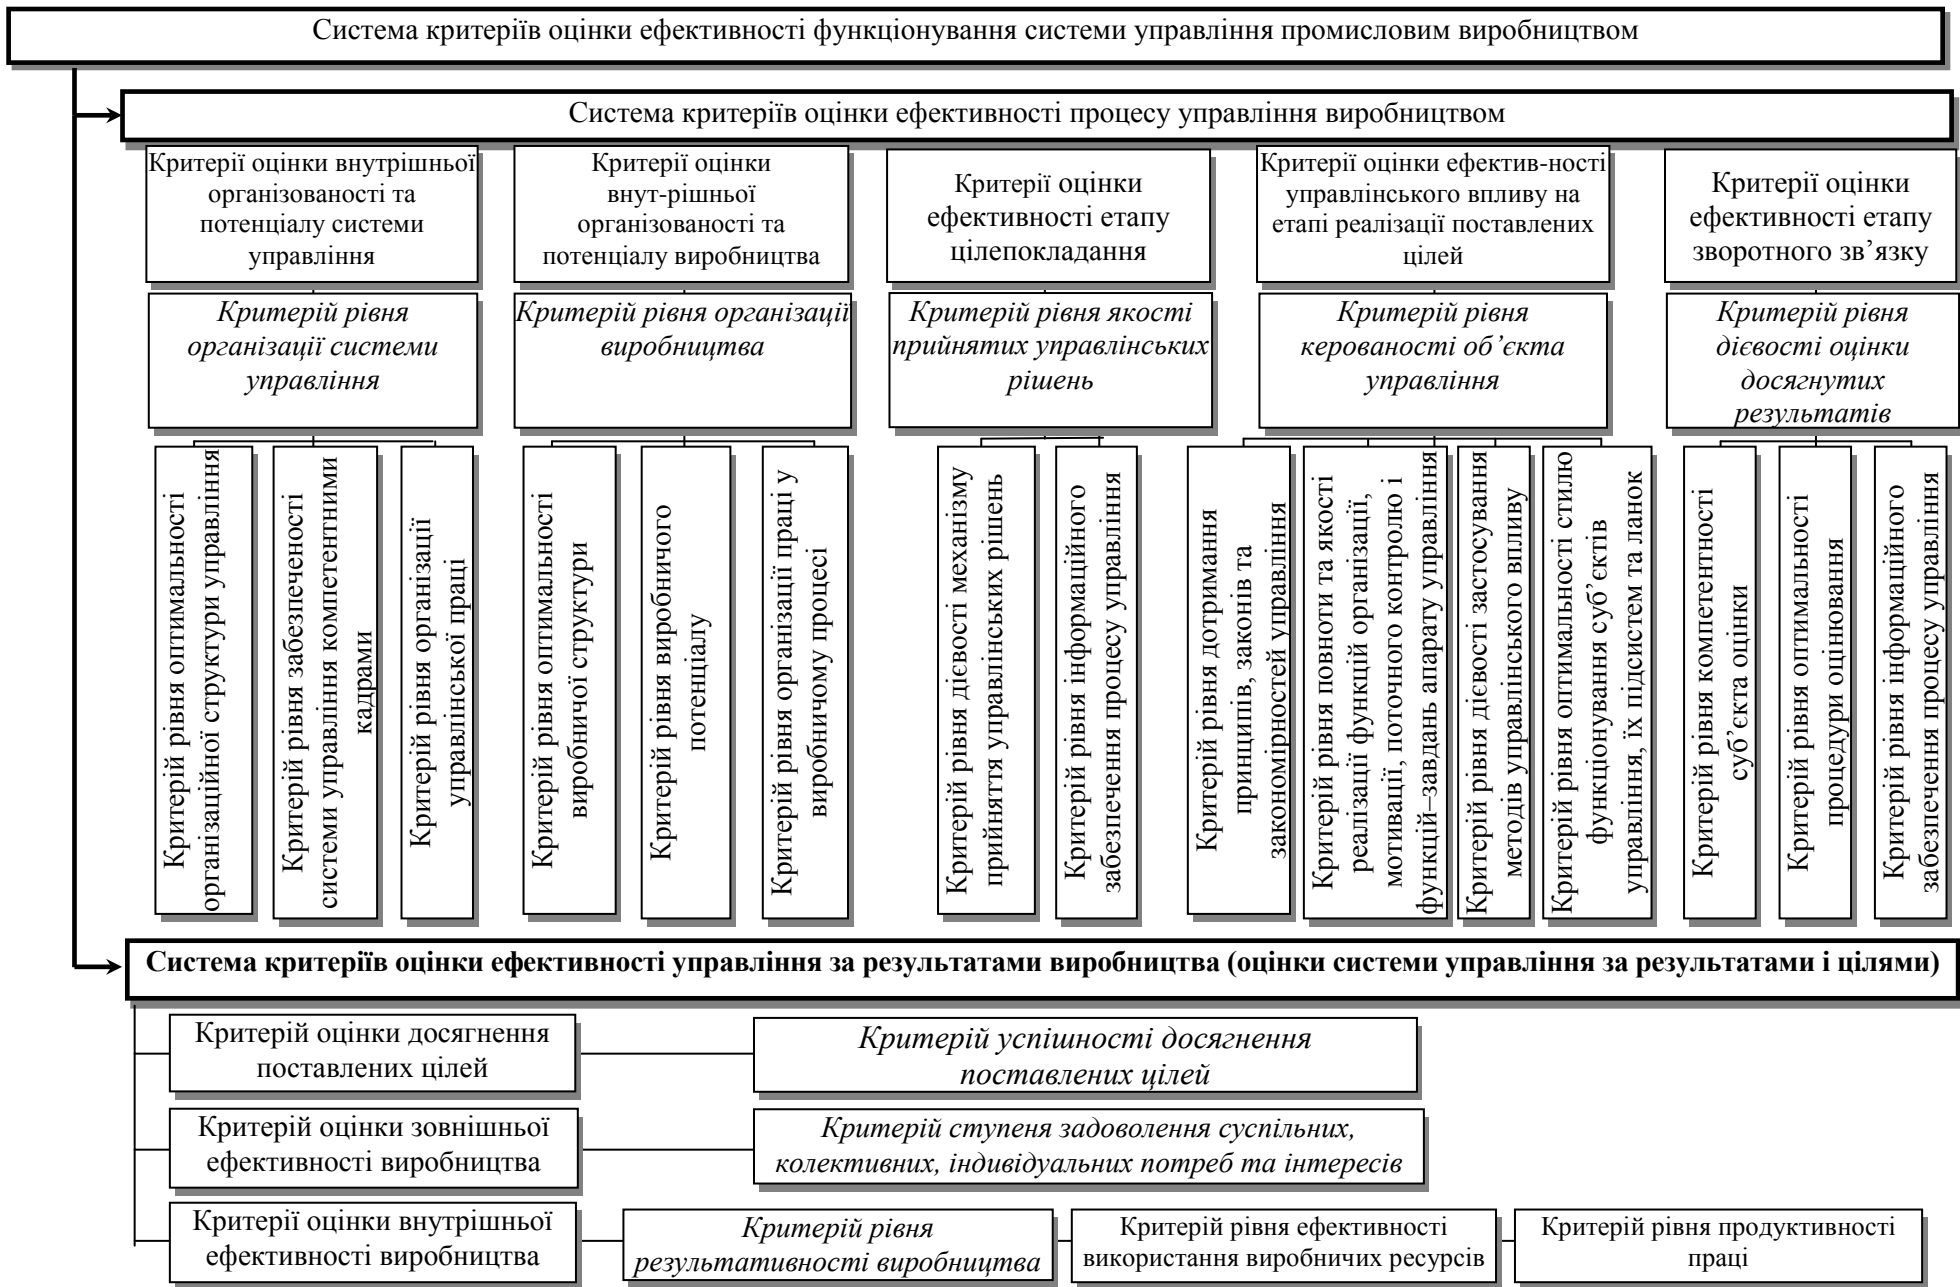 Система критеріїв оцінки ефективності функціонування системи управління промисловим виробництвом
Система критеріїв оцінки ефективності процесу управління виробництвом
Критерії оцінки внутрішньої
організованості та
потенціалу системи
управління
Критерії оцінки
внут-рішньої
організованості та
потенціалу виробництва
Критерії оцінки
ефективності етапу
цілепокладання
Критерії оцінки ефектив-ності
управлінського впливу на
етапі реалізації поставлених
цілей
Критерії оцінки
ефективності етапу
зворотного зв’язку
Критерій рівня
організації системи
управління
Критерій рівня організації
виробництва
Критерій рівня якості
прийнятих управлінських
рішень
Критерій рівня
керованості об’єкта
управління
Критерій рівня
дієвості оцінки
досягнутих
результатів
Критерій рівня оптимальності
організаційної структури управління
Критерій рівня забезпеченості
системи управління компетентними
кадрами
Критерій рівня організації
управлінської праці
Критерій рівня оптимальності
виробничої структури
Критерій рівня виробничого
потенціалу
Критерій рівня організації праці у
виробничому процесі
Критерій рівня дієвості механізму
прийняття управлінських рішень
Критерій рівня інформаційного
забезпечення процесу управління
Критерій рівня дотримання
принципів, законів та
закономірностей управління
Критерій рівня повноти та якості
реалізації функцій організації,
мотивації, поточного контролю і
функцій–завдань апарату управління
Критерій рівня дієвості застосування
методів управлінського впливу
Критерій рівня оптимальності стилю
функціонування суб’єктів
управління, їх підсистем та ланок
Критерій рівня компетентності
суб’єкта оцінки
Критерій рівня оптимальності
процедури оцінювання
Критерій рівня інформаційного
забезпечення процесу управління
Система критеріїв оцінки ефективності управління за результатами виробництва (оцінки системи управління за результатами і цілями)
Критерій оцінки досягнення
поставлених цілей
Критерій успішності досягнення
поставлених цілей
Критерій оцінки зовнішньої
ефективності виробництва
Критерій ступеня задоволення суспільних,
колективних, індивідуальних потреб та інтересів
Критерії оцінки внутрішньої
ефективності виробництва
Критерій рівня
результативності виробництва
Критерій рівня ефективності
використання виробничих ресурсів
Критерій рівня продуктивності
праці